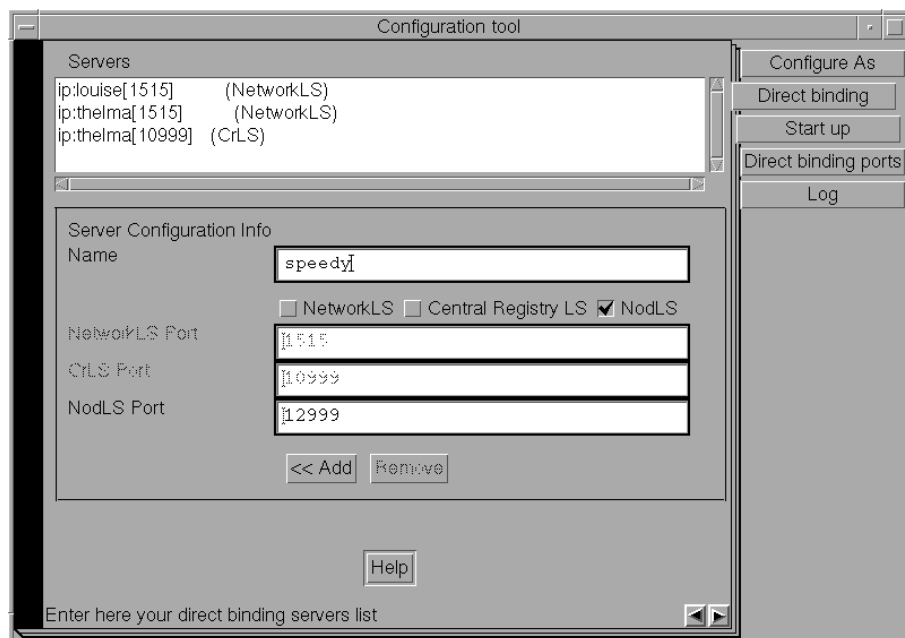 Configuration tool
Servers
ip:louise[1515] (NetworkLS)
ip:thelma[1515] (NetworkLS)
ip:thelma[10999] (CrLS)
Configure As
Direct binding
Start up
Direct binding ports
Log
Server Configuration Info
Name
speedy
NetworkLS Central Registry LS NodLS
NetworkLS Port 1515
CrLS Port 10999
NodLS Port 12999
<< Add Remove
Help
Enter here your direct binding servers list